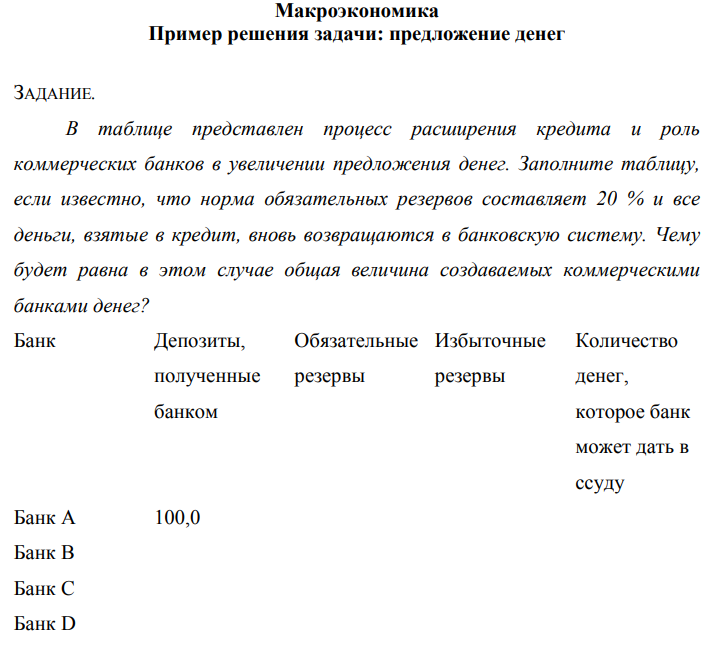 Макроэкономика
Пример решения задачи: предложение денег
ЗАДАНИЕ.
В таблице представлен процесс расширения кредита и роль
коммерческих банков в увеличении предложения денег. Заполните таблицу,
если известно, что норма обязательных резервов составляет 20 % и все
деньги, взятые в кредит, вновь возвращаются в банковскую систему. Чему
будет равна в этом случае общая величина создаваемых коммерческими
банками денег?
Банк Депозиты, Обязательные Избыточные Количество
полученные резервы резервы денег,
банком которое банк
может дать в
ссуду
Банк A 100,0
Банк B
Банк C
Банк D